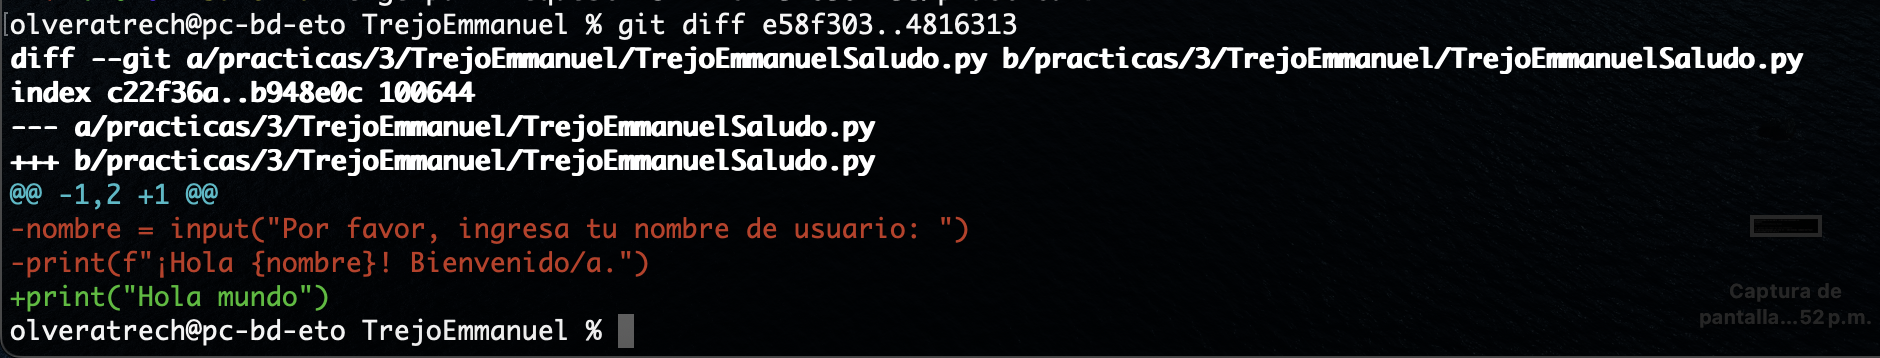 olveratrech@pc-bd-eto TrejoEmmanuel % git diff e58f303..4816313
diff --git a/practicas/3/TrejoEmmanuel/TrejoEmmanuelSaludo.py b/practicas/3/TrejoEmmanuel/TrejoEmmanuelSaludo.py
index c22f36a..b948e0c 100644
--- a/practicas/3/TrejoEmmanuel/TrejoEmmanuelSaludo.py
+++ b/practicas/3/TrejoEmmanuel/TrejoEmmanuelSaludo.py
@@ -1,2 +1 @@
-nombre = input("Por favor, ingresa tu nombre de usuario: ")
-print(f"¡Hola {nombre}! Bienvenido/a.")
+print("Hola mundo")
olveratrech@pc-bd-eto TrejoEmmanuel %
Captura de
pantalla...52 p.m.